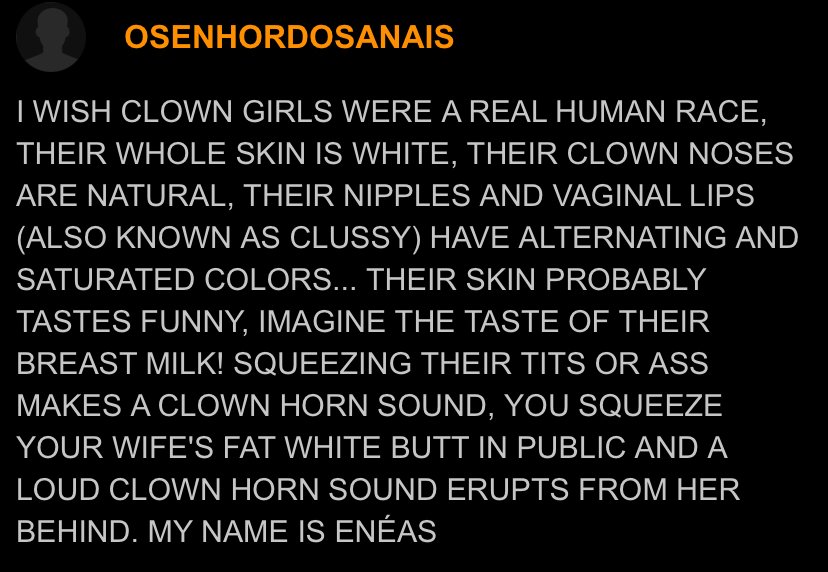 OSENHORDOSANAIS
I WISH CLOWN GIRLS WERE A REAL HUMAN RACE,
THEIR WHOLE SKIN IS WHITE, THEIR CLOWN NOSES
ARE NATURAL, THEIR NIPPLES AND VAGINAL LIPS
(ALSO KNOWN AS CLUSSY) HAVE ALTERNATING AND
SATURATED COLORS... THEIR SKIN PROBABLY
TASTES FUNNY, IMAGINE THE TASTE OF THEIR
BREAST MILK! SQUEEZING THEIR TITS OR ASS
MAKES A CLOWN HORN SOUND, YOU SQUEEZE
YOUR WIFE'S FAT WHITE BUTT IN PUBLIC AND A
LOUD CLOWN HORN SOUND ERUPTS FROM HER
BEHIND. MY NAME IS ENÉAS